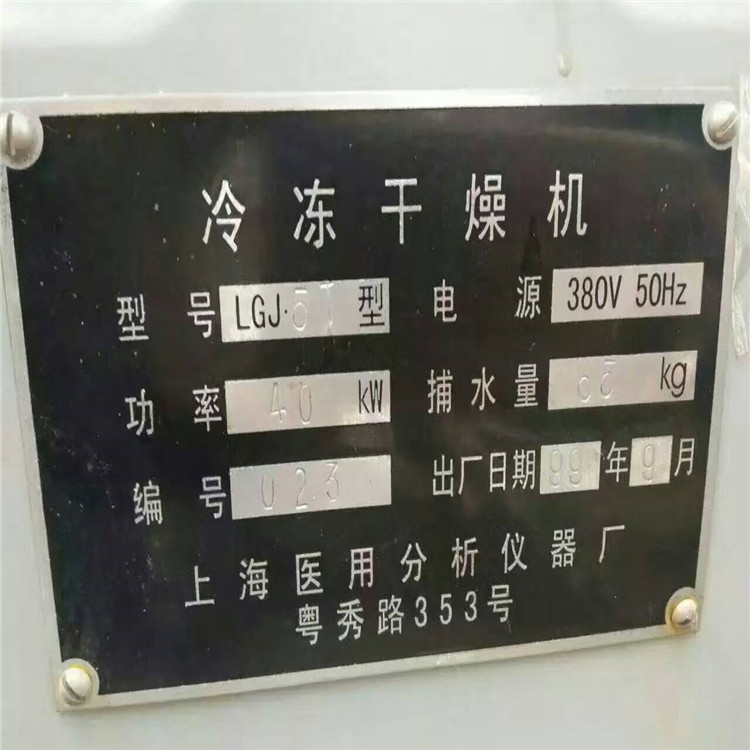 冷冻干燥机
型号 LGJ· 型 电源 380V 50Hz
功率 40 kW 捕水量 kg
编号 023 出厂日期 99年9月
上海医用分析仪器厂
粤秀路353号